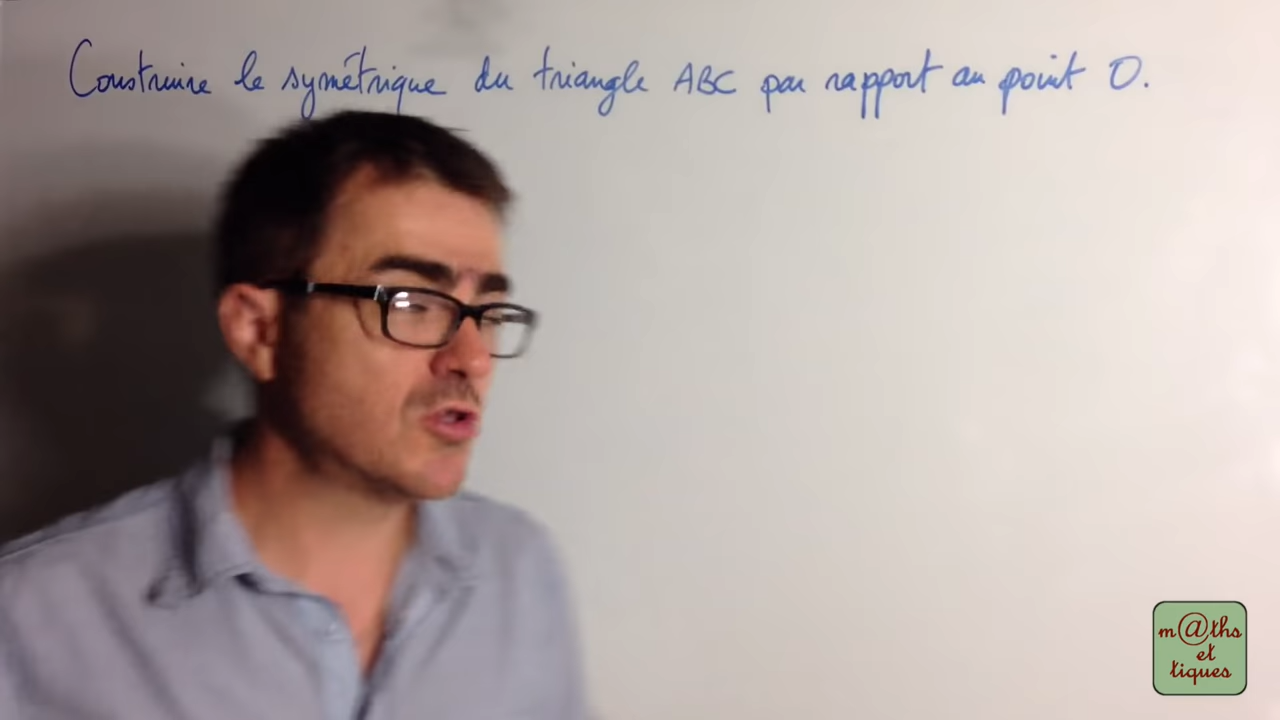 Construire le symétrique du triangle ABC par rapport au point O.
m@ths
et
tiques